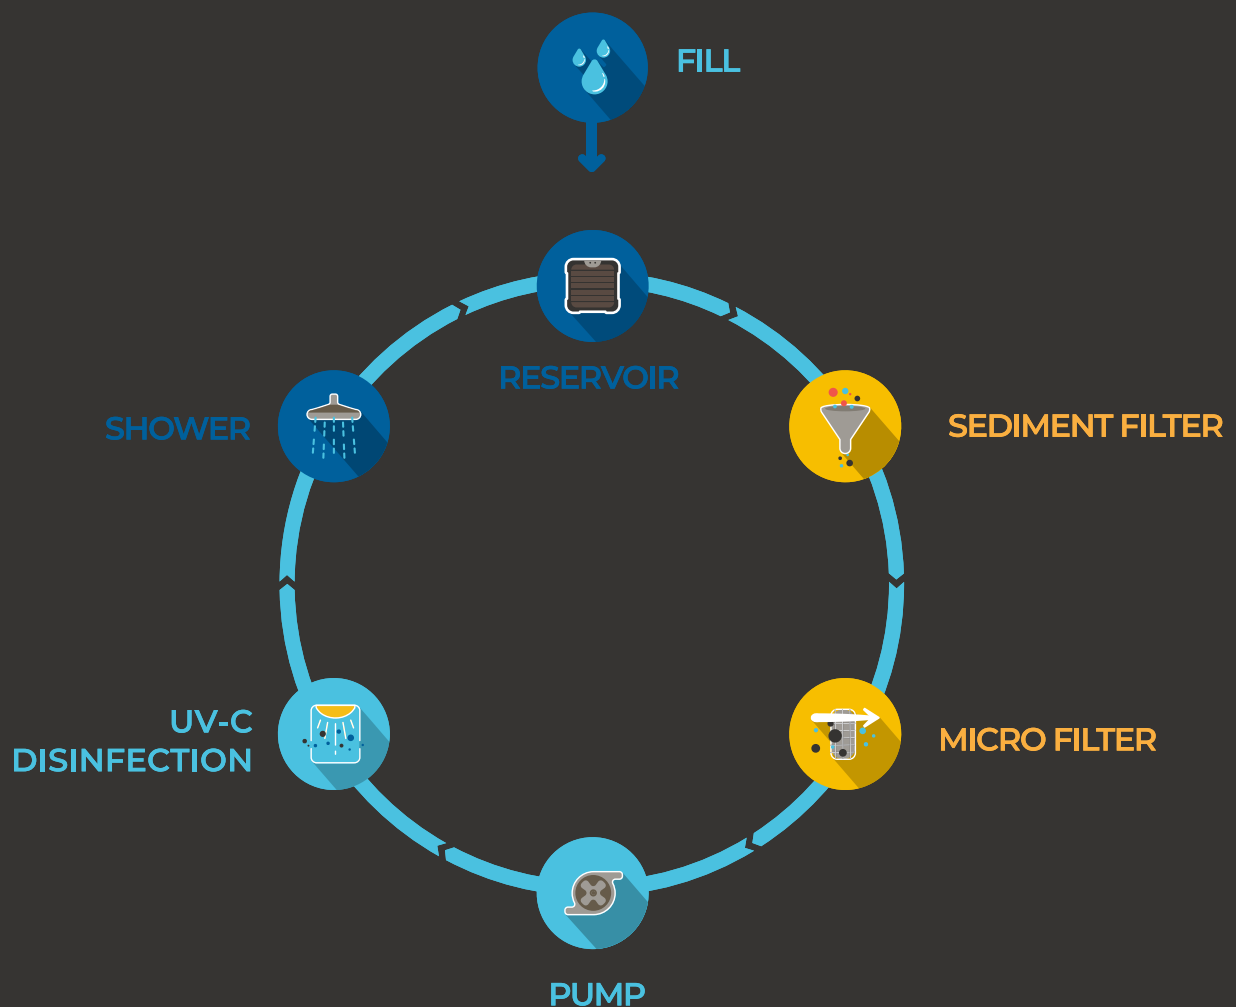 FILL
RESERVOIR
SHOWER
SEDIMENT FILTER
UV-C
DISINFECTION
MICRO FILTER
PUMP